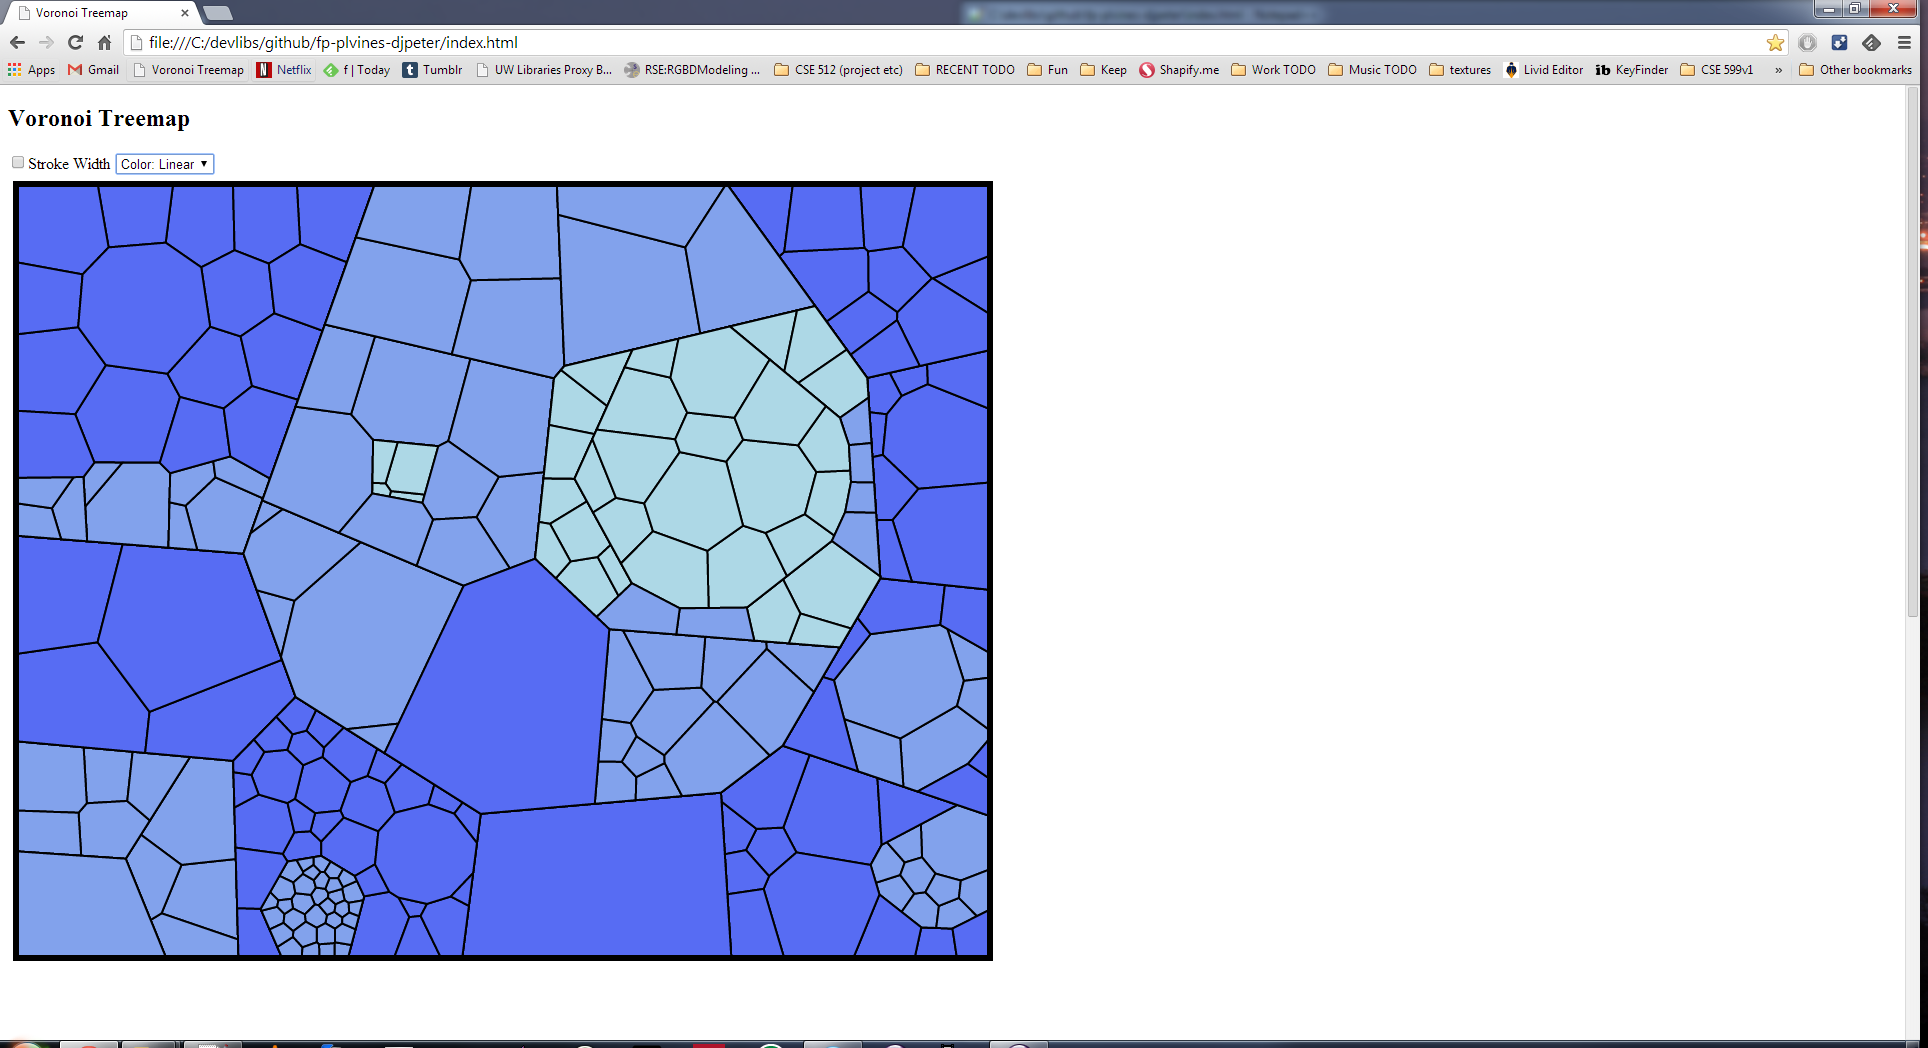 Voronoi Treemap
file:///C:/devlibs/github/fp-plvines-djpeter/index.html
Apps Gmail Voronoi Treemap Netflix f | Today Tumblr UW Libraries Proxy B... RSE:RGBDModeling ... CSE 512 (project etc) RECENT TODO Fun Keep Shapify.me Work TODO Music TODO textures Livid Editor KeyFinder CSE 599v1 » Other bookmarks
Voronoi Treemap
Stroke Width Color: Linear